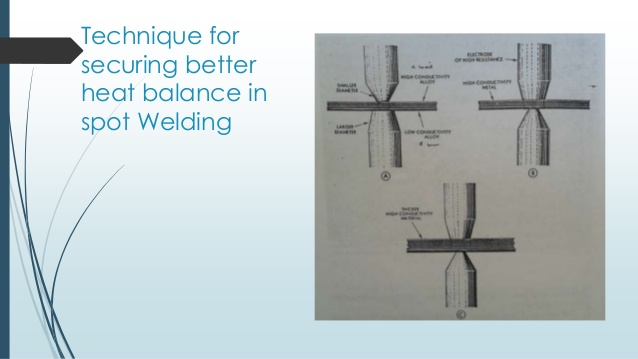 Technique for
securing better
heat balance in
spot Welding
ELECTRODE
OF HIGH RESISTANCE
HIGH CONDUCTIVITY
ALLOY
HIGH CONDUCTIVITY
METAL
SMALLER
DIAMETER
LARGER
DIAMETER
LOW CONDUCTIVITY
ALLOY
A
B
THICKER
HIGH CONDUCTIVITY
MATERIAL
C